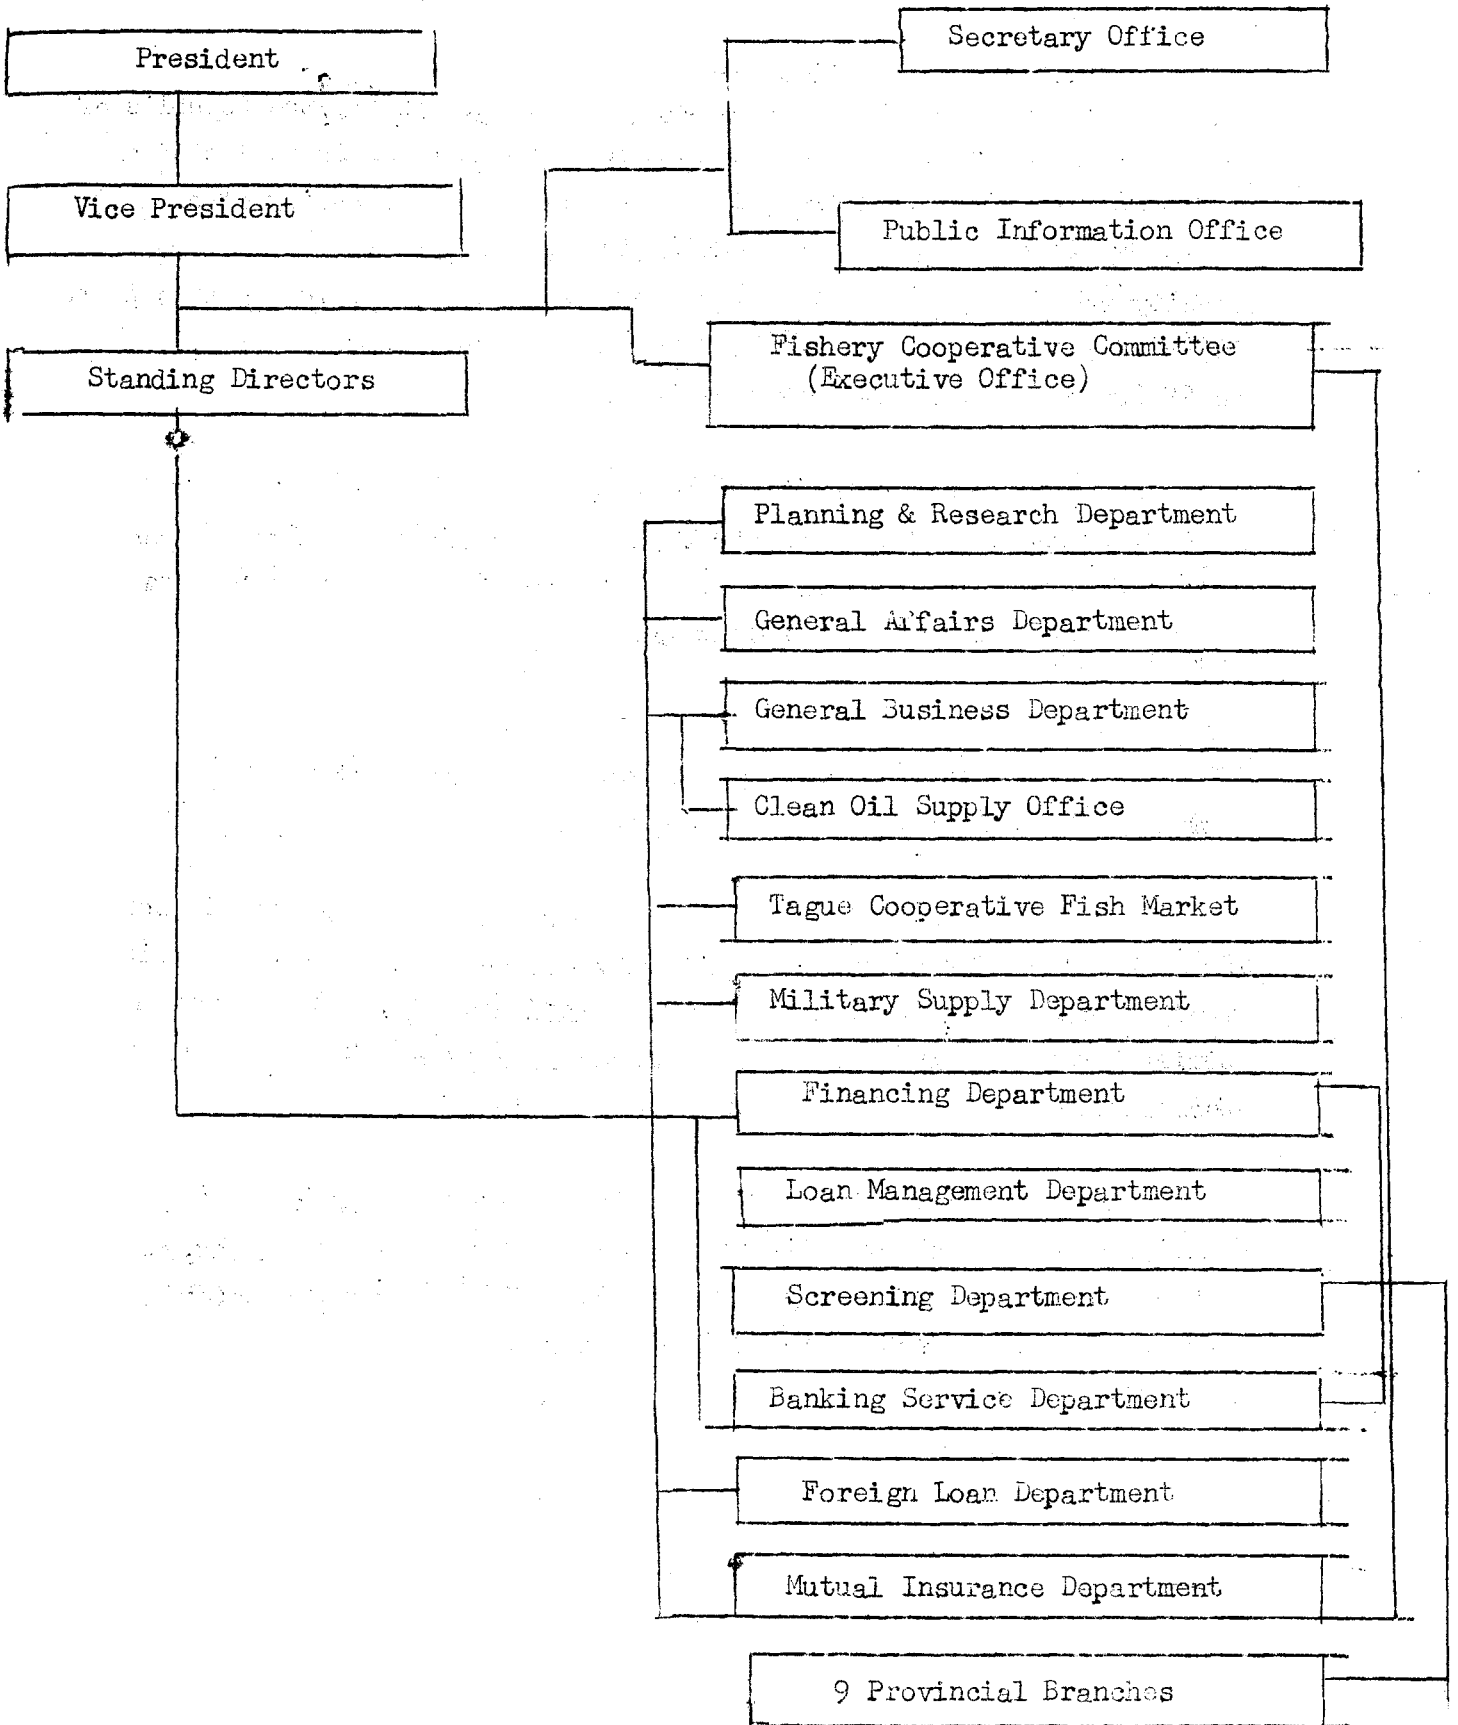 President
Secretary Office
Vice President
Public Information Office
Standing Directors
Fishery Cooperative Committee
(Executive Office)
Planning & Research Department
General Affairs Department
General Business Department
Clean Oil Supply Office
Tague Cooperative Fish Market
Military Supply Department
Financing Department
Loan Management Department
Screening Department
Banking Service Department
Foreign Loan Department
Mutual Insurance Department
9 Provincial Branches